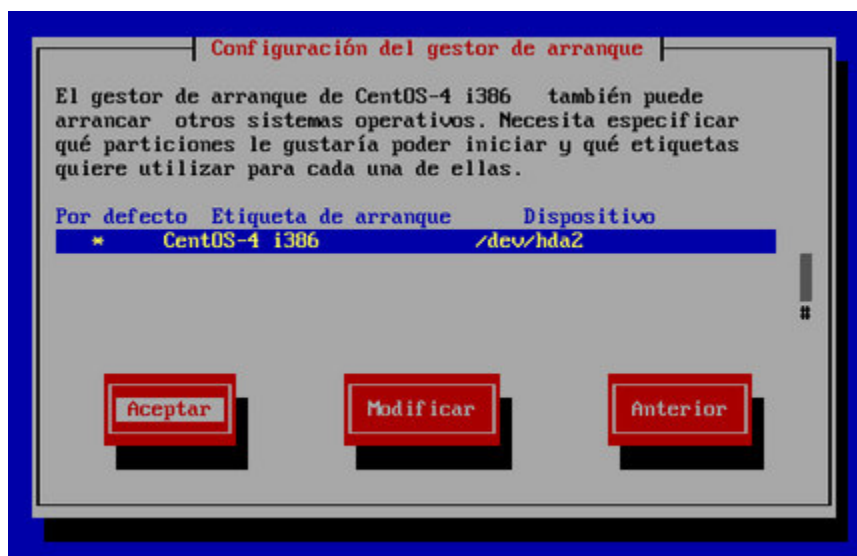 Configuración del gestor de arranque
El gestor de arranque de CentOS-4 i386 también puede
arrancar otros sistemas operativos. Necesita especificar
qué particiones le gustaría poder iniciar y qué etiquetas
quiere utilizar para cada una de ellas.
Por defecto Etiqueta de arranque Dispositivo
* CentOS-4 i386 /dev/hda2
#
Aceptar Modificar Anterior